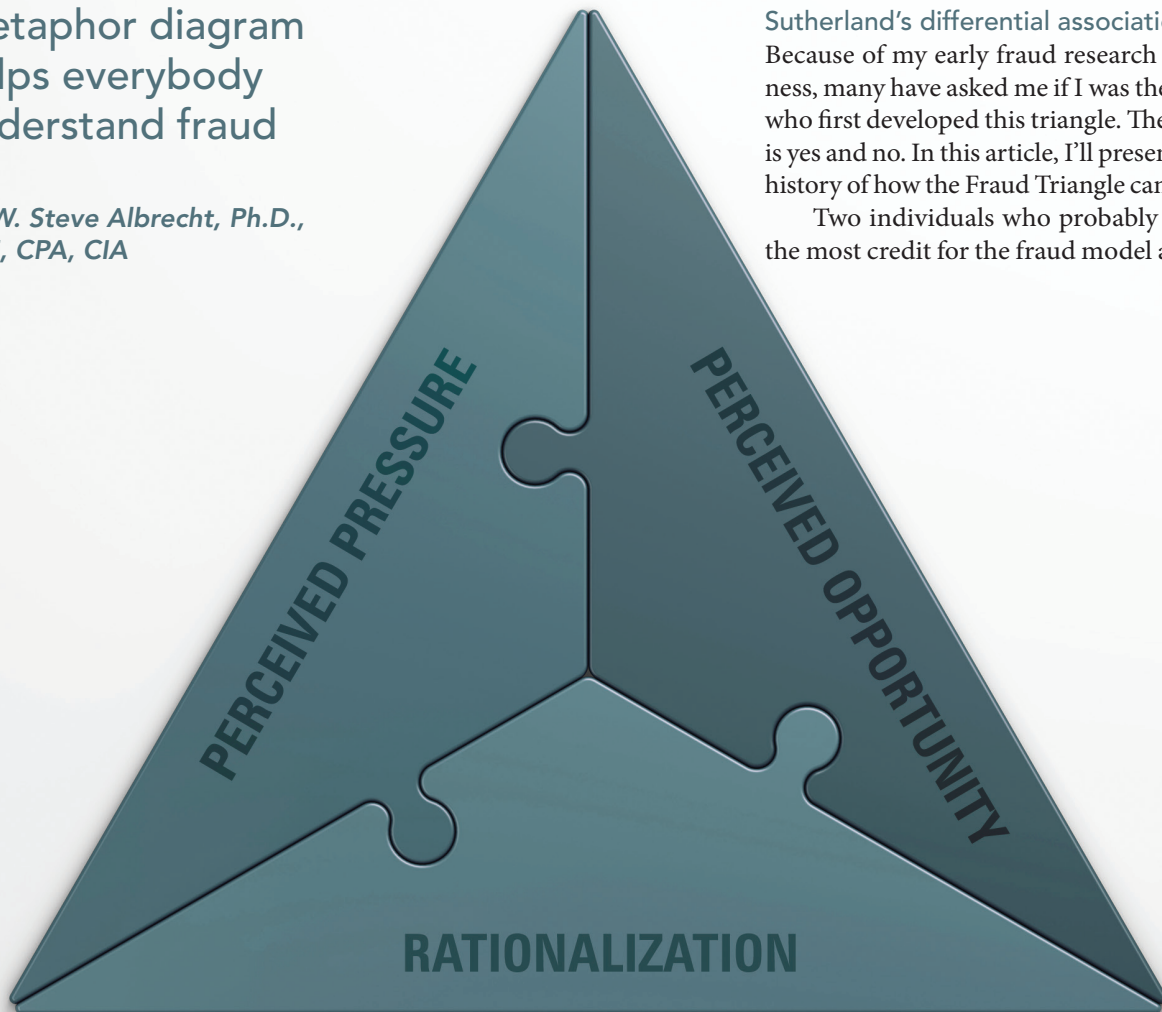 etaphor diagram
lps everybody
derstand fraud
W. Steve Albrecht, Ph.D.,
, CPA, CIA
Sutherland’s differential associatio
Because of my early fraud research
ness, many have asked me if I was the
who first developed this triangle. The
is yes and no. In this article, I’ll presen
history of how the Fraud Triangle can
Two individuals who probably
the most credit for the fraud model a
PERCEIVED PRESSURE
PERCEIVED OPPORTUNITY
RATIONALIZATION